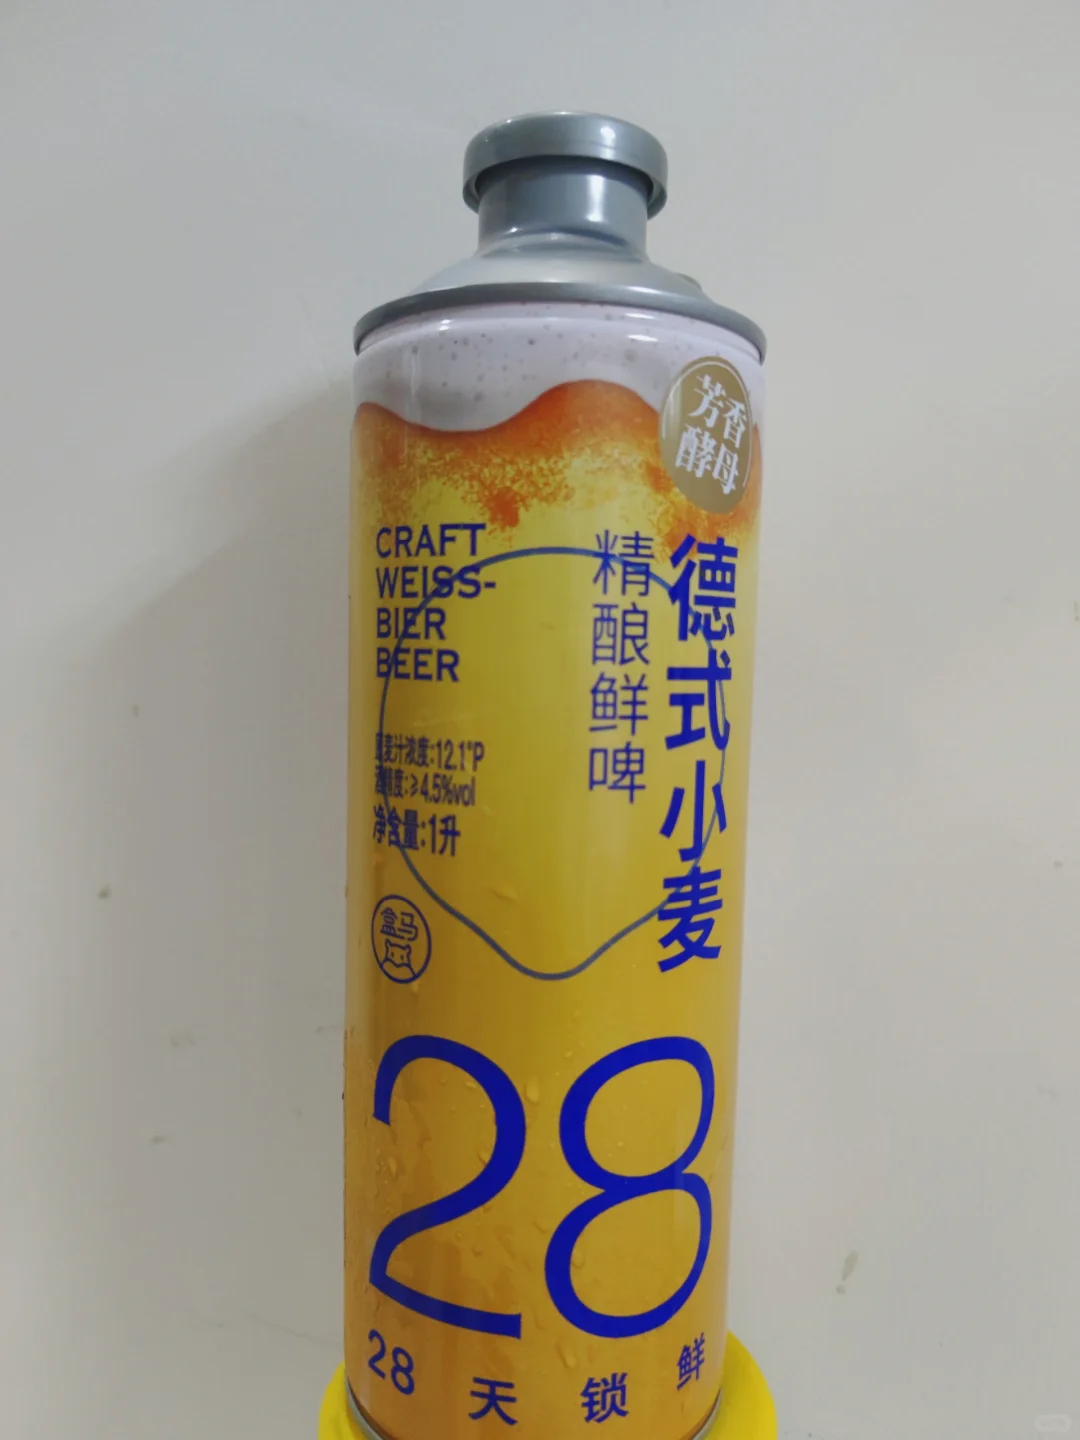 芳香
酵母
德式小麦
精酿鲜啤
CRAFT
WEISS-
BIER
BEER
原麦汁浓度:12.1°P
酒精度:≥4.5%vol
净含量:1升
盒马
28
28天锁鲜